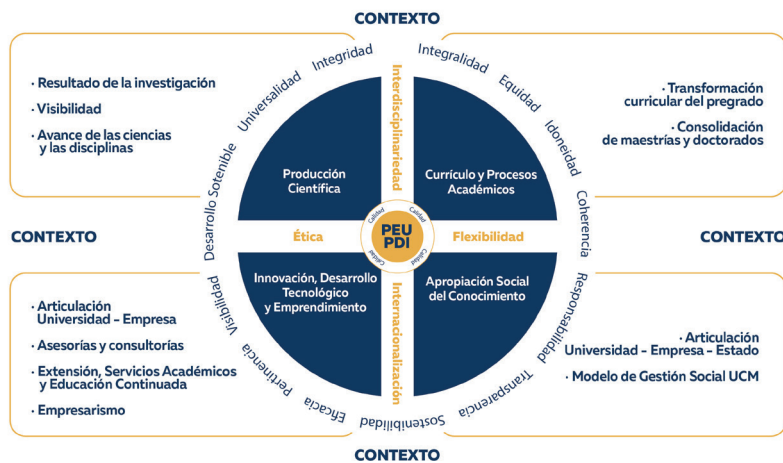 CONTEXTO
· Resultado de la investigación
· Visibilidad
· Avance de las ciencias
y las disciplinas
· Transformación
curricular del pregrado
· Consolidación
de maestrías y doctorados
Desarrollo Sotenible
Universalidad
Integridad
Integralidad
Equidad
Idoneidad
Coherencia
Responsabilidad
Transparencia
Sostenibilidad
Eficacia
Pertinencia
Visibilidad
Interdisciplinariedad
Producción
Científica
Currículo y Procesos
Académicos
CONTEXTO
Ética
Calidad
Calidad
PEU
PDI
Calidad
Calidad
Flexibilidad
CONTEXTO
Innovación, Desarrollo
Tecnológico
y Emprendimiento
Apropiación Social
del Conocimiento
Internacionalización
· Articulación
Universidad – Empresa
· Asesorías y consultorías
· Extensión, Servicios Académicos
y Educación Continuada
· Empresarismo
· Articulación
Universidad – Empresa – Estado
· Modelo de Gestión Social UCM
CONTEXTO